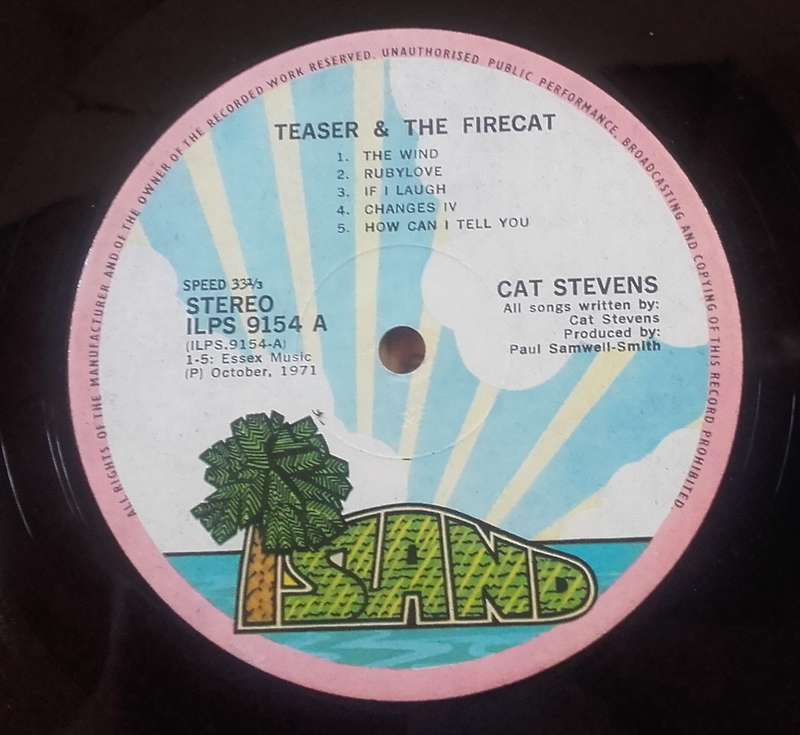 ALL RIGHTS OF THE MANUFACTURER AND OF THE OWNER OF THE RECORDED WORK RESERVED. UNAUTHORISED PUBLIC PERFORMANCE, BROADCASTING AND COPYING OF THIS RECORD PROHIBITED
TEASER & THE FIRECAT
1. THE WIND
2. RUBYLOVE
3. IF I LAUGH
4. CHANGES IV
5. HOW CAN I TELL YOU
SPEED 33⅓
STEREO
ILPS 9154 A
(ILPS.9154-A)
1-5: Essex Music
(P) October, 1971
CAT STEVENS
All songs written by:
Cat Stevens
Produced by:
Paul Samwell-Smith
ISLAND